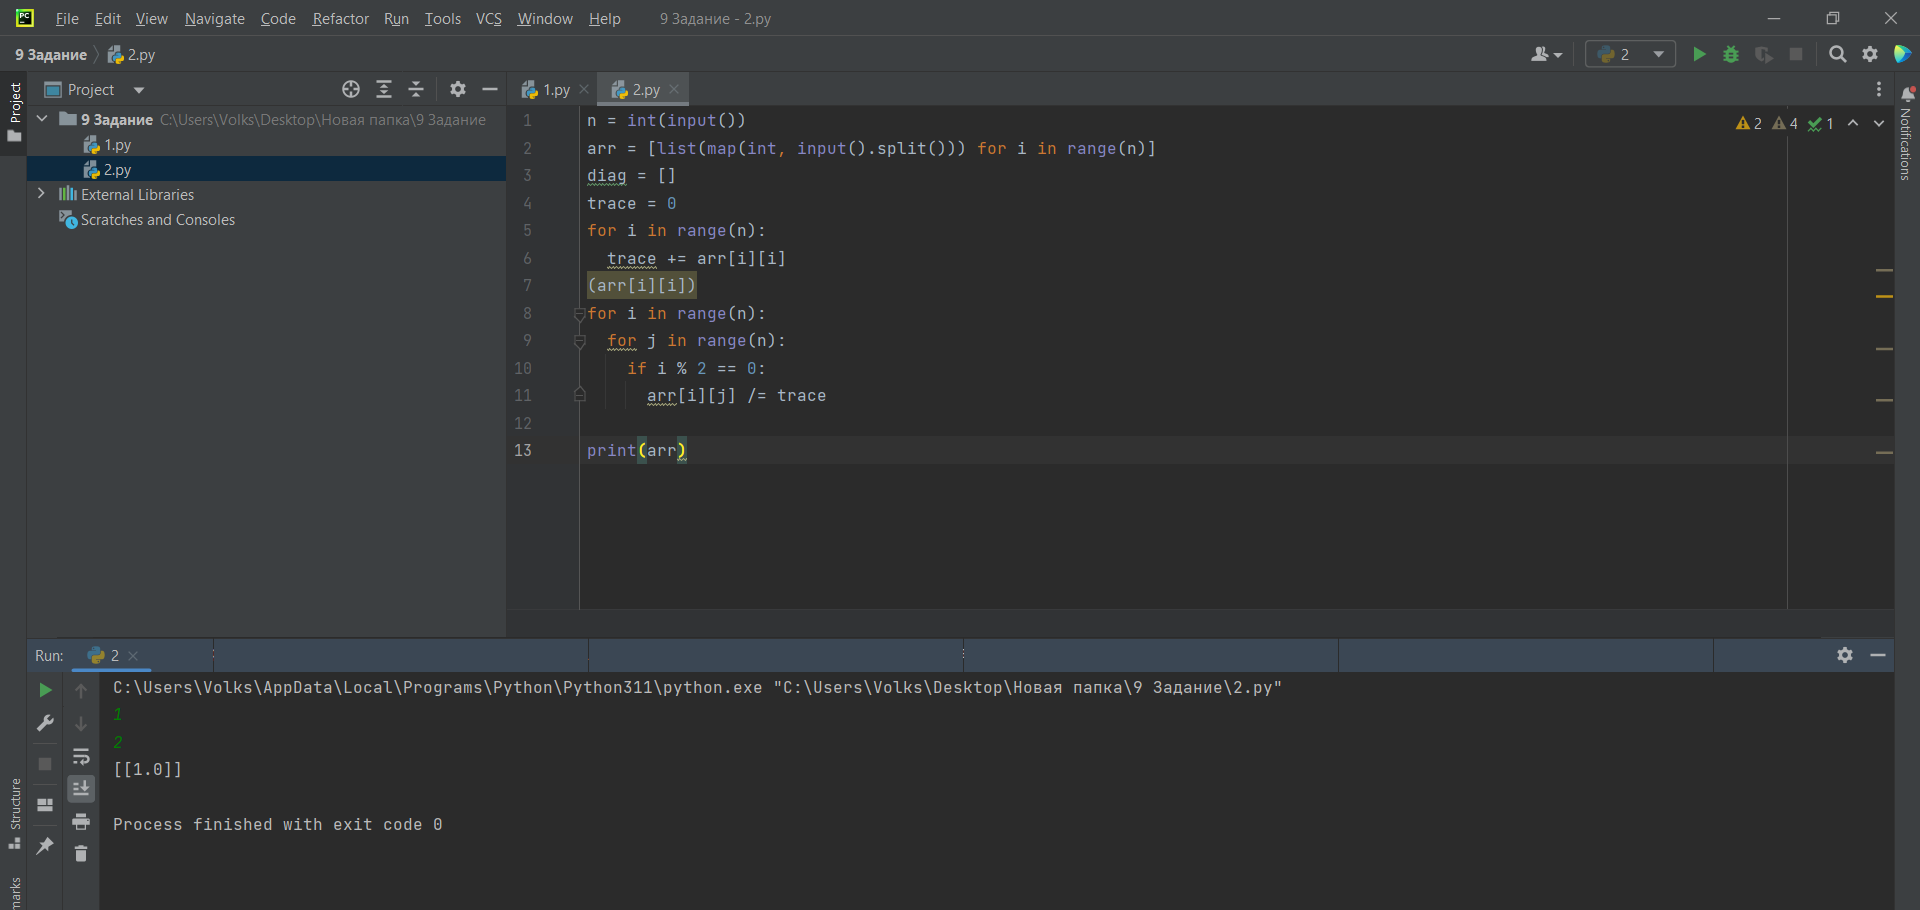 PC File Edit View Navigate Code Refactor Run Tools VCS Window Help 9 Задание - 2.py
9 Задание 2.py 2
Project Project 1.py 2.py
9 Задание C:\Users\Volks\Desktop\Новая папка\9 Задание
1.py
2.py
External Libraries
Scratches and Consoles
2 4 1
Notifications
1 n = int(input())
2 arr = [list(map(int, input().split())) for i in range(n)]
3 diag = []
4 trace = 0
5 for i in range(n):
6 trace += arr[i][i]
7 (arr[i][i])
8 for i in range(n):
9 for j in range(n):
10 if i % 2 == 0:
11 arr[i][j] /= trace
12
13 print(arr)
Run: 2
C:\Users\Volks\AppData\Local\Programs\Python\Python311\python.exe "C:\Users\Volks\Desktop\Новая папка\9 Задание\2.py"
1
2
[[1.0]]
Process finished with exit code 0
Structure
marks